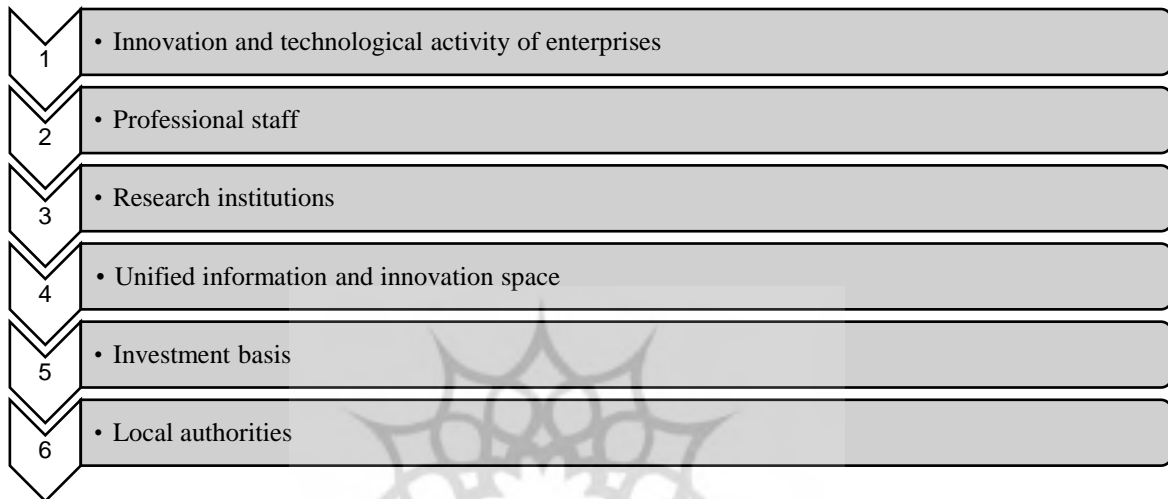 1
• Innovation and technological activity of enterprises
2
• Professional staff
3
• Research institutions
4
• Unified information and innovation space
5
• Investment basis
6
• Local authorities